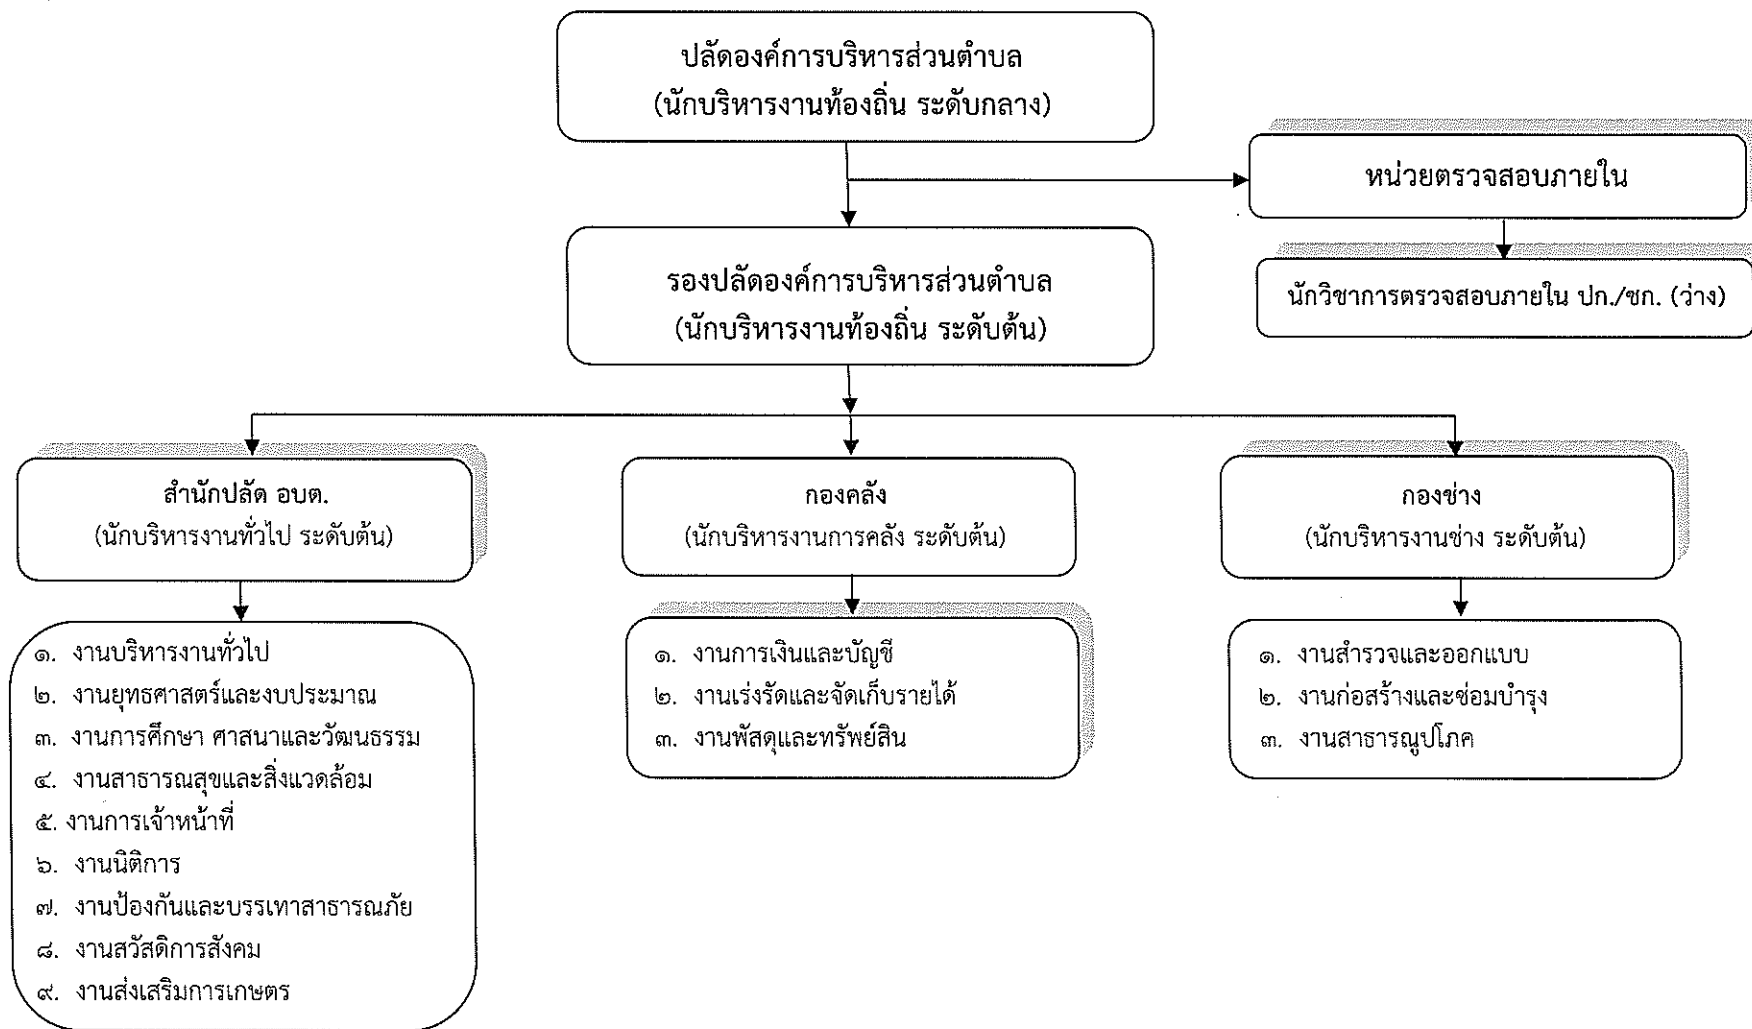 ปลัดองค์การบริหารส่วนตำบล
(นักบริหารงานท้องถิ่น ระดับกลาง)
หน่วยตรวจสอบภายใน
นักวิชาการตรวจสอบภายใน ปก./ชก. (ว่าง)
รองปลัดองค์การบริหารส่วนตำบล
(นักบริหารงานท้องถิ่น ระดับต้น)
สำนักปลัด อบต.
(นักบริหารงานทั่วไป ระดับต้น)
๑. งานบริหารงานทั่วไป
๒. งานยุทธศาสตร์และงบประมาณ
๓. งานการศึกษา ศาสนาและวัฒนธรรม
๔. งานสาธารณสุขและสิ่งแวดล้อม
๕. งานการเจ้าหน้าที่
๖. งานนิติการ
๗. งานป้องกันและบรรเทาสาธารณภัย
๘. งานสวัสดิการสังคม
๙. งานส่งเสริมการเกษตร
กองคลัง
(นักบริหารงานการคลัง ระดับต้น)
๑. งานการเงินและบัญชี
๒. งานเร่งรัดและจัดเก็บรายได้
๓. งานพัสดุและทรัพย์สิน
กองช่าง
(นักบริหารงานช่าง ระดับต้น)
๑. งานสำรวจและออกแบบ
๒. งานก่อสร้างและซ่อมบำรุง
๓. งานสาธารณูปโภค